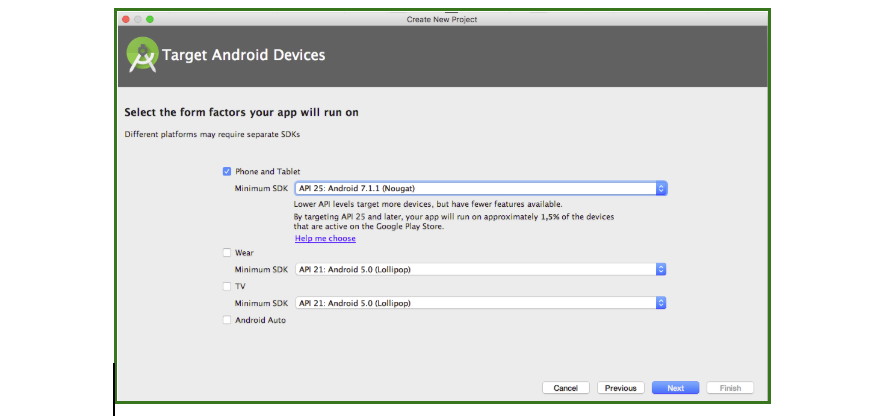 Create New Project
Target Android Devices
Select the form factors your app will run on
Different platforms may require separate SDKs
Phone and Tablet
Minimum SDK API 25: Android 7.1.1 (Nougat)
Lower API levels target more devices, but have fewer features available.
By targeting API 25 and later, your app will run on approximately 1,5% of the devices
that are active on the Google Play Store.
Help me choose
Wear
Minimum SDK API 21: Android 5.0 (Lollipop)
TV
Minimum SDK API 21: Android 5.0 (Lollipop)
Android Auto
Cancel Previous Next Finish